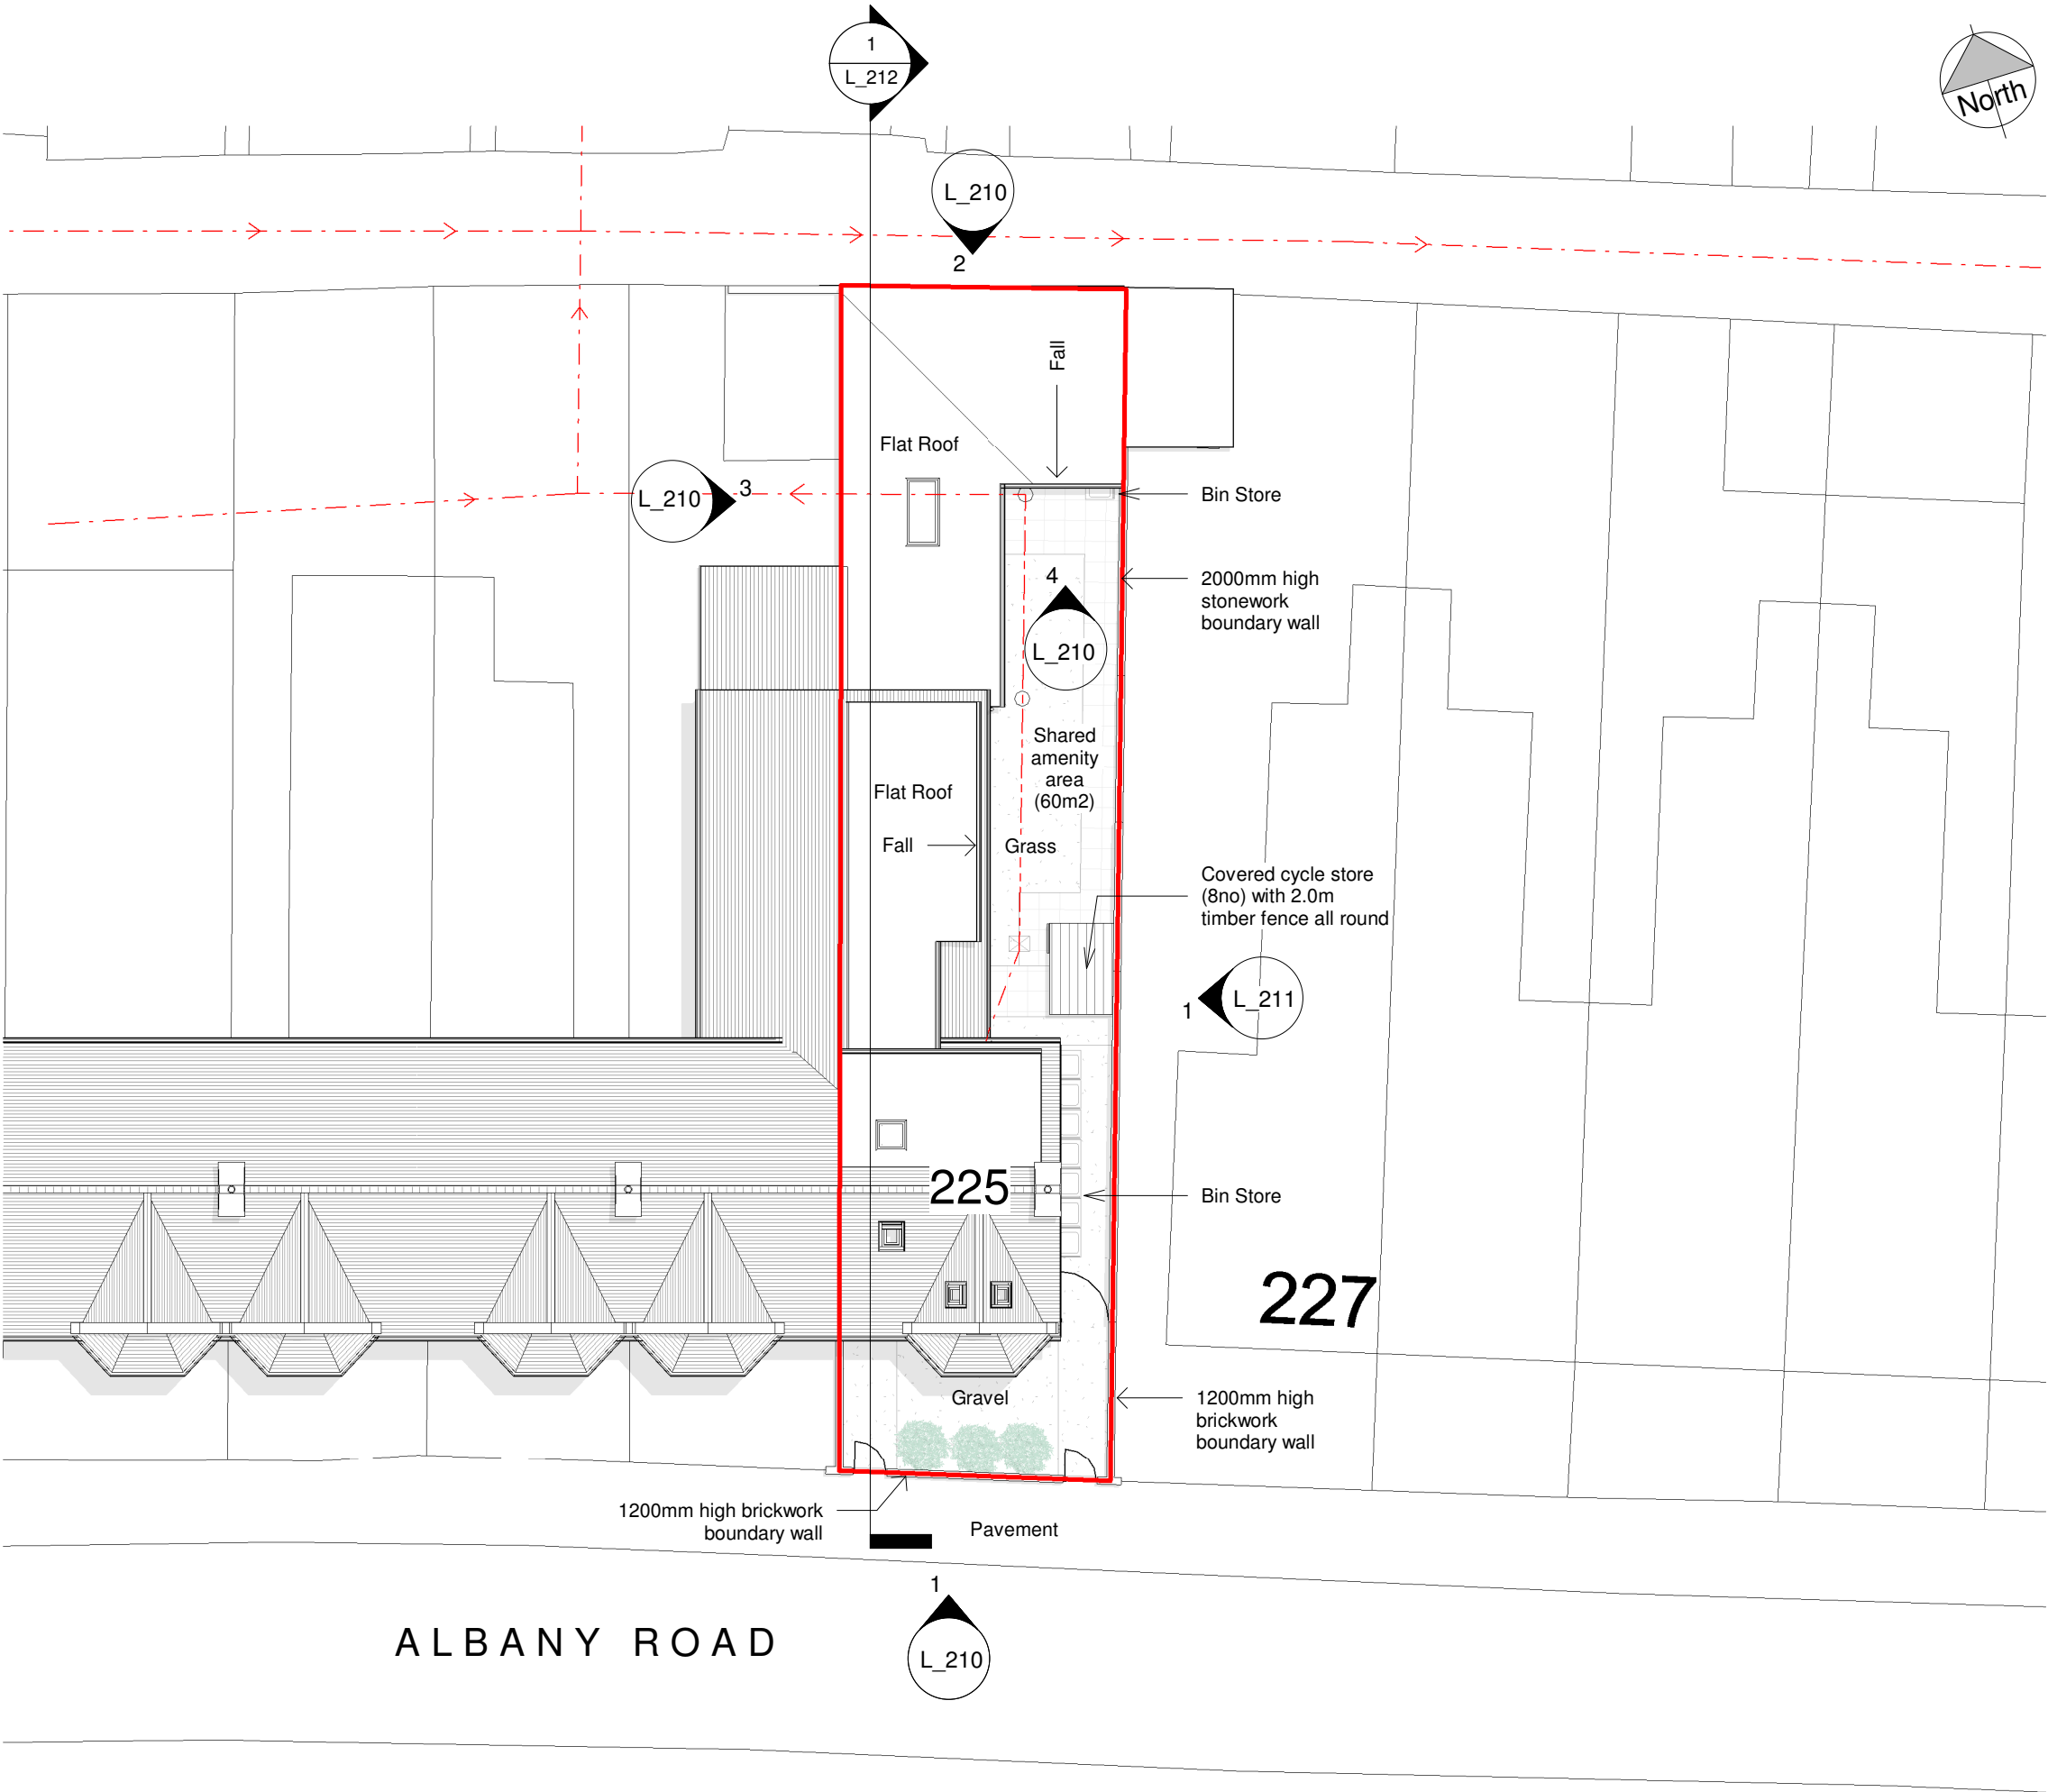 1
L_212
North
L_210
2
Fall
Flat Roof
L_210
3
Bin Store
4
2000mm high
stonework
boundary wall
L_210
Shared
amenity
area
(60m2)
Flat Roof
Fall
Grass
Covered cycle store
(8no) with 2.0m
timber fence all round
1
L_211
225
Bin Store
227
Gravel
1200mm high
brickwork
boundary wall
1200mm high brickwork
boundary wall
Pavement
1
ALBANY ROAD
L_210